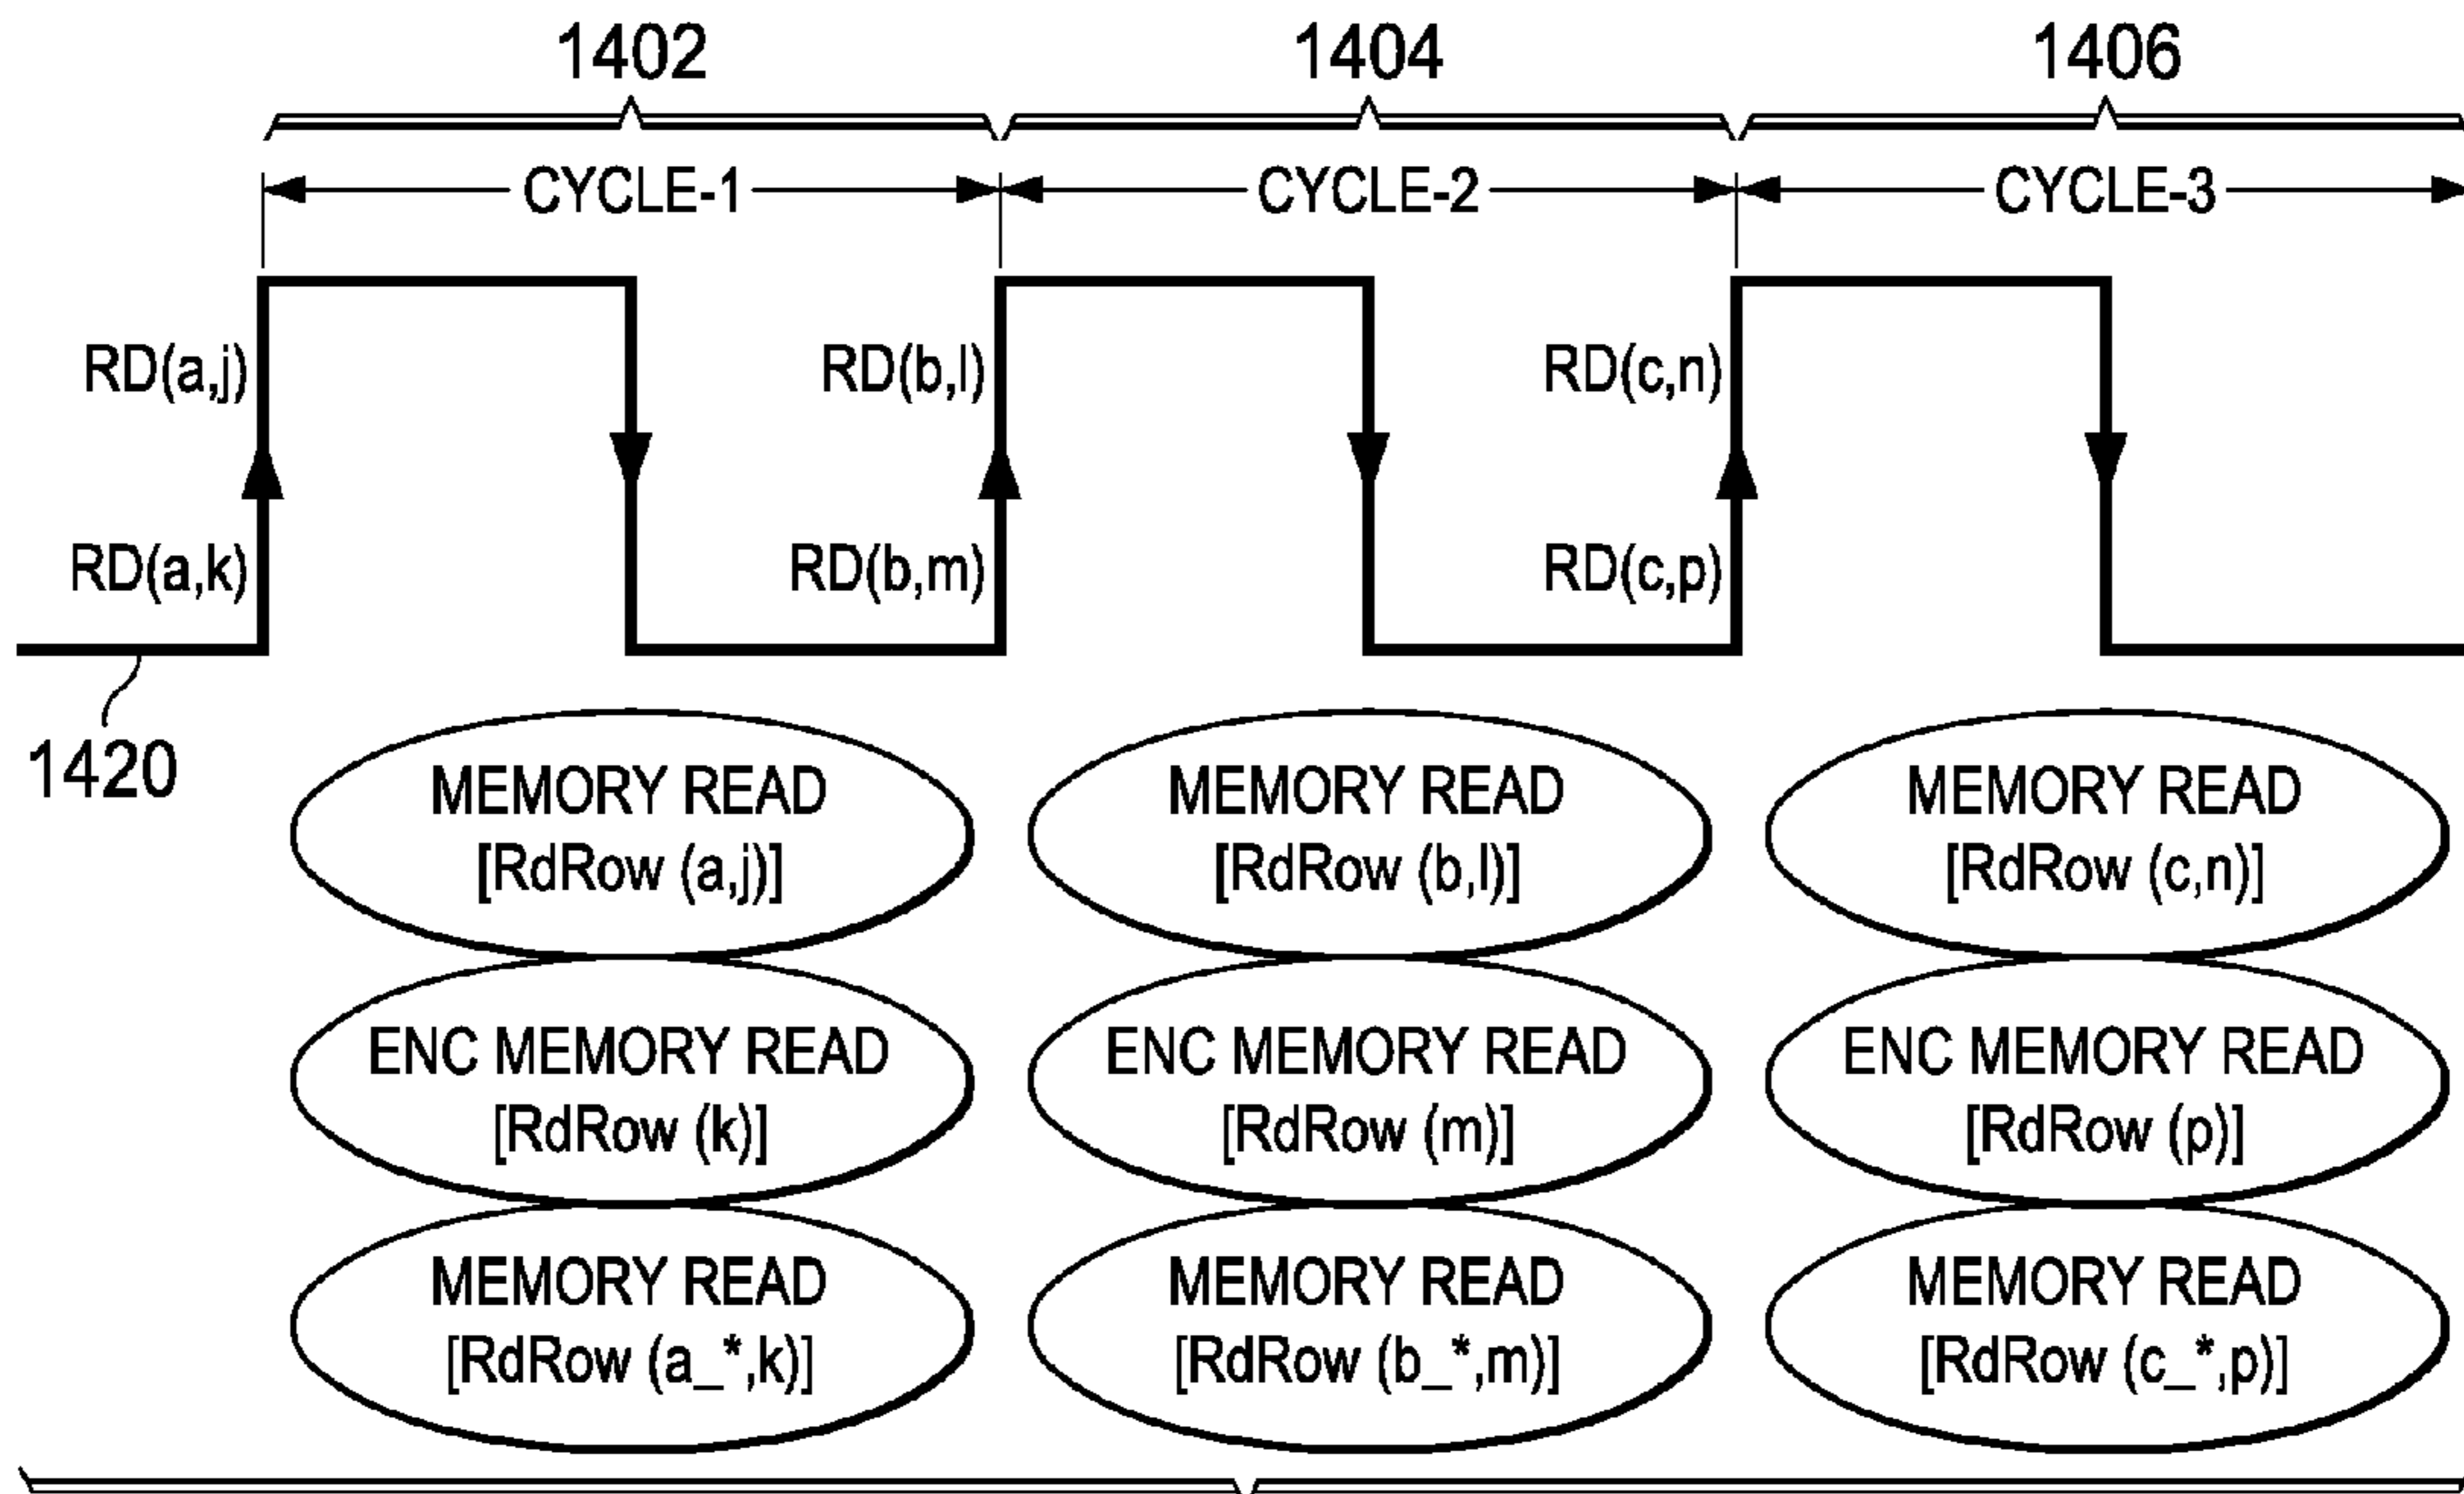 1402 1404 1406
CYCLE-1 CYCLE-2 CYCLE-3
RD(a,j) RD(b,l) RD(c,n)
RD(a,k) RD(b,m) RD(c,p)
1420
MEMORY READ MEMORY READ MEMORY READ
[RdRow (a,j)] [RdRow (b,l)] [RdRow (c,n)]
ENC MEMORY READ ENC MEMORY READ ENC MEMORY READ
[RdRow (k)] [RdRow (m)] [RdRow (p)]
MEMORY READ MEMORY READ MEMORY READ
[RdRow (a_*,k)] [RdRow (b_*,m)] [RdRow (c_*,p)]